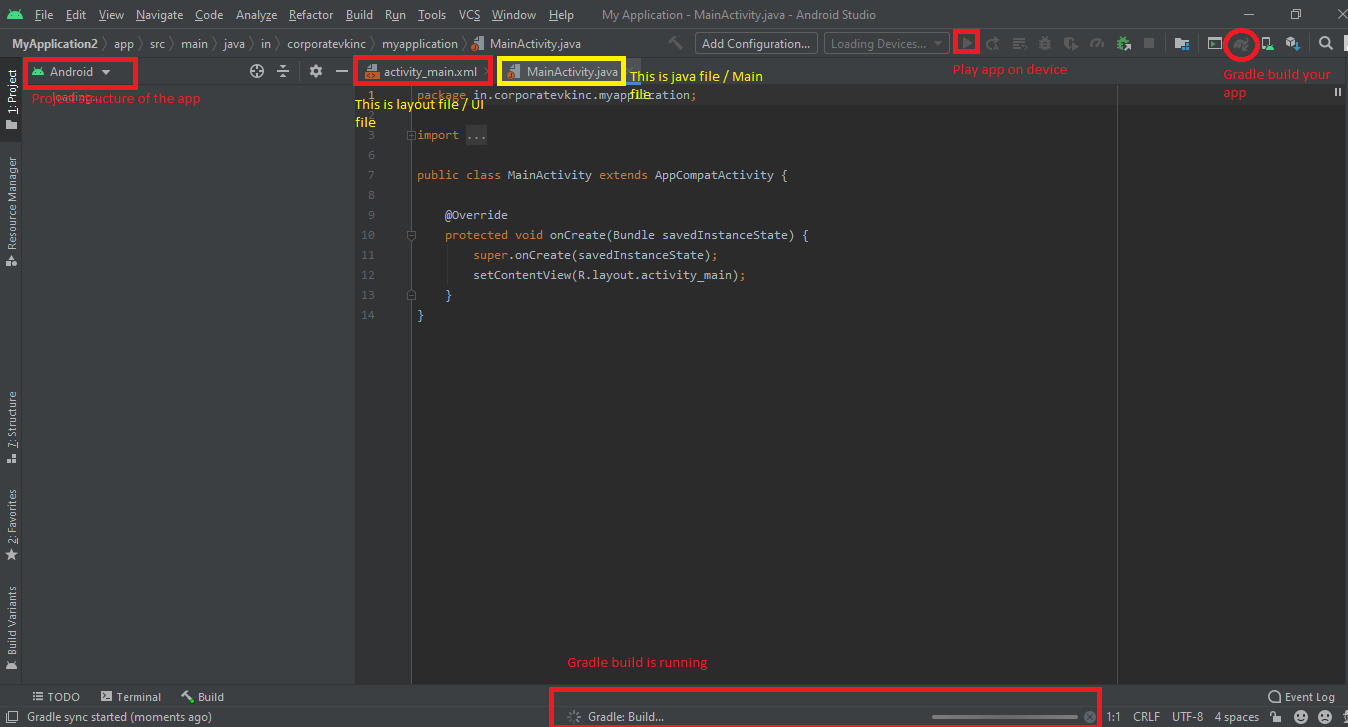 File Edit View Navigate Code Analyze Refactor Build Run Tools VCS Window Help My Application - MainActivity.java - Android Studio
MyApplication2 app src main java in corporatevkinc myapplication MainActivity.java Add Configuration... Loading Devices...
Android activity_main.xml MainActivity.java
This is java file / Main
file
Play app on device
Gradle build your
app
Project structure of the app
loading...
This is layout file / UI
file
1: Project
Resource Manager
7: Structure
2: Favorites
Build Variants
1 package in.corporatevkinc.myapplication;
2
3 import ...
6
7 public class MainActivity extends AppCompatActivity {
8
9 @Override
10 protected void onCreate(Bundle savedInstanceState) {
11 super.onCreate(savedInstanceState);
12 setContentView(R.layout.activity_main);
13 }
14 }
Gradle build is running
TODO Terminal Build Event Log
Gradle sync started (moments ago) Gradle: Build... 1:1 CRLF UTF-8 4 spaces